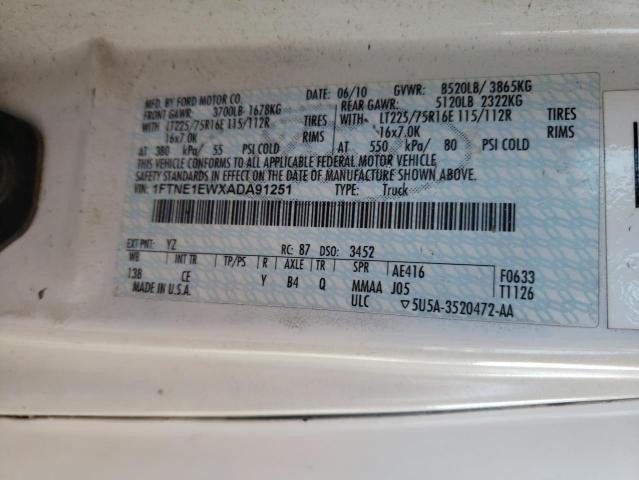 MFD. BY FORD MOTOR CO.
DATE: 06/10 GVWR: 8520LB/ 3865KG
FRONT GAWR: 3700LB 1678KG
REAR GAWR: 5120LB 2322KG
WITH LT225/75R16E 115/112R TIRES
WITH- LT225/75R16E 115/112R TIRES
16x7.0K RIMS
16x7.0K RIMS
AT 380 kPa/ 55 PSI COLD
AT 550 kPa/ 80 PSI COLD
THIS VEHICLE CONFORMS TO ALL APPLICABLE FEDERAL MOTOR VEHICLE
SAFETY STANDARDS IN EFFECT ON THE DATE OF MANUFACTURE SHOWN ABOVE.
VIN: 1FTNE1EWXADA91251 TYPE: Truck
EXT PNT: YZ RC: 87 DSO: 3452
WB INT TR TP/PS R AXLE TR SPR AE416 F0633
138 CE Y B4 Q MMAA J05 T1126
MADE IN U.S.A. ULC ▽5U5A-3520472-AA